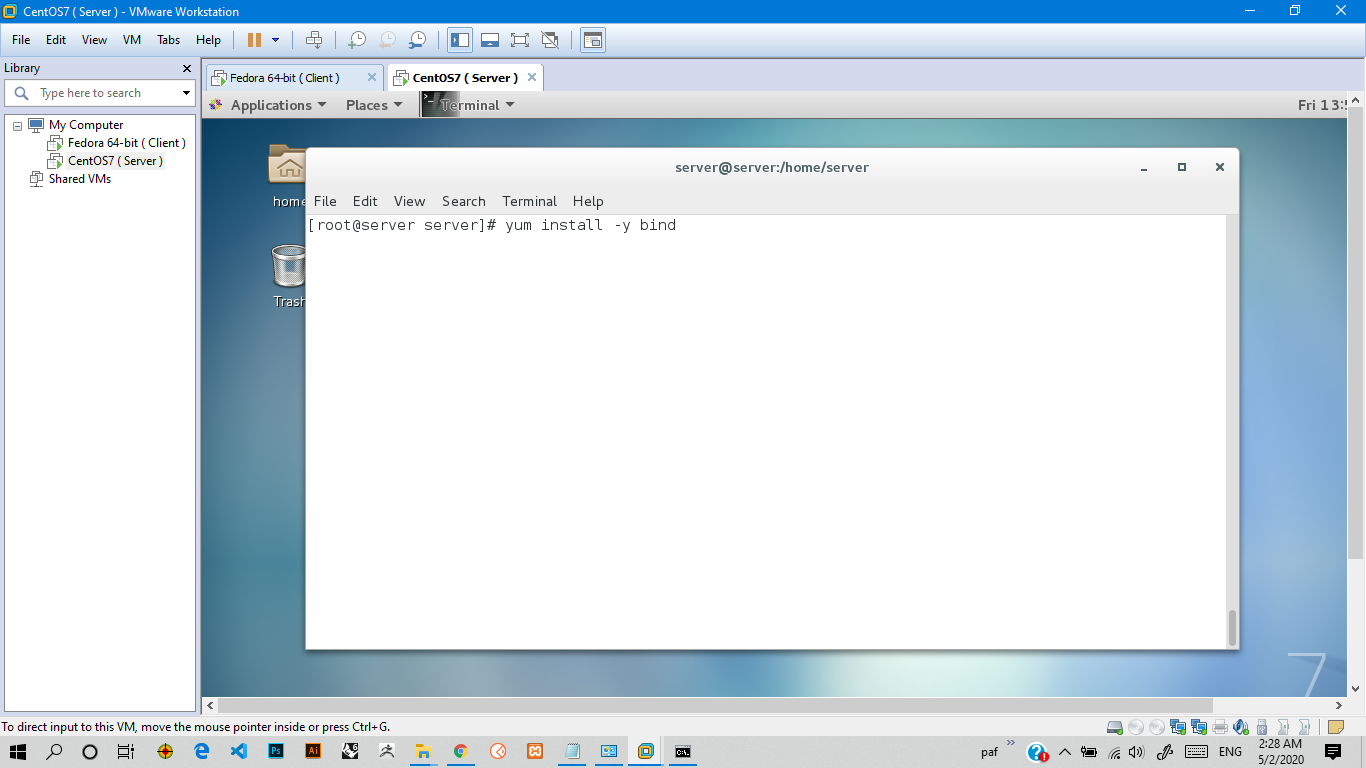 CentOS7 ( Server ) - VMware Workstation
File Edit View VM Tabs Help
Library
Type here to search
My Computer
Fedora 64-bit ( Client )
CentOS7 ( Server )
Shared VMs
Fedora 64-bit ( Client )
CentOS7 ( Server )
Applications Places Terminal
Fri 13:
home
Trash
server@server:/home/server
File Edit View Search Terminal Help
[root@server server]# yum install -y bind
7
To direct input to this VM, move the mouse pointer inside or press Ctrl+G.
Ps Ai
paf
ENG
2:28 AM
5/2/2020